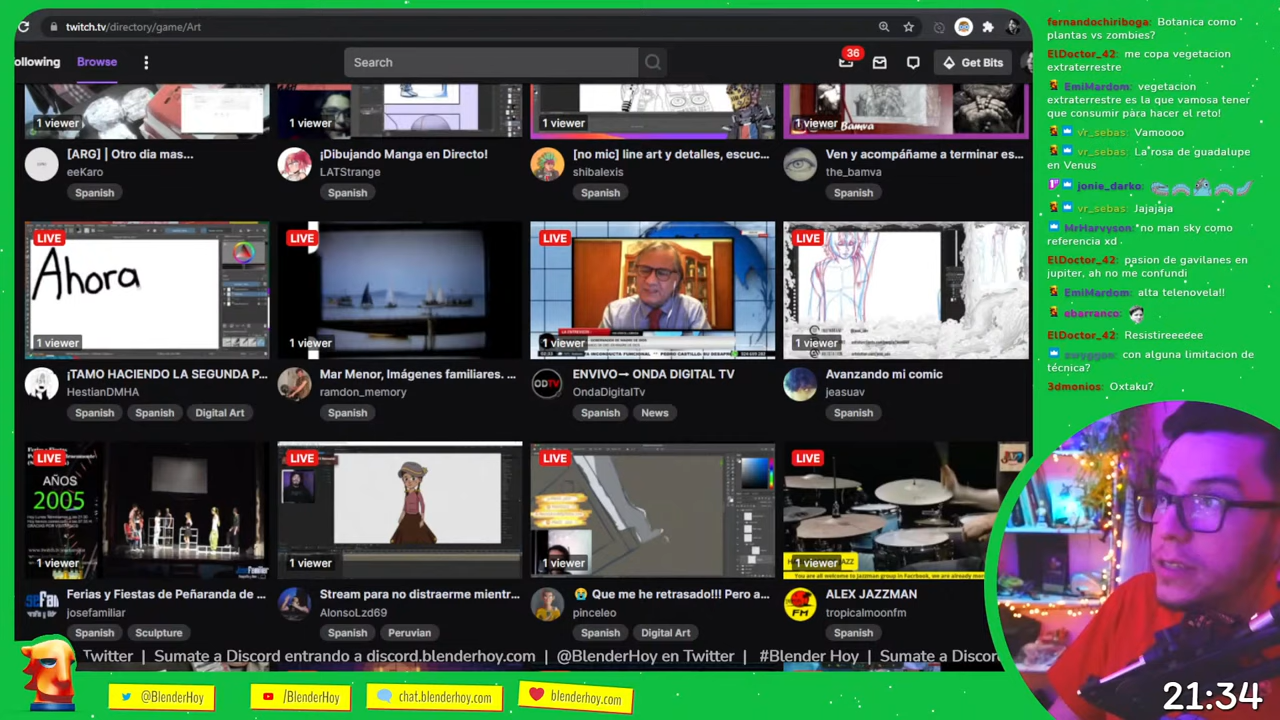 twitch.tv/directory/game/Art
ollowing
Browse
Search
36
Get Bits
1 viewer
1 viewer
1 viewer
1 viewer
Bamva
[ARG] | Otro dia mas...
eeKaro
Spanish
LATStringe
Spanish
[no mic] line art y detalles, escuc...
shibalexis
Spanish
Ven y acompáñame a terminar es...
the_bamva
Spanish
LIVE
Ahora
1 viewer
LIVE
1 viewer
LIVE
1 viewer
LIVE
1 viewer
¡TAMO HACIENDO LA SEGUNDA P...
HestianDMHA
Spanish
Spanish
Digital Art
Mar Menor, Imágenes familiares. ...
ramdon_memory
Spanish
ODTV
ENVIVO→ ONDA DIGITAL TV
OndaDigitalTv
Spanish
News
Avanzando mi comic
jeasuav
Spanish
LIVE
AÑOS
2005
1 viewer
LIVE
1 viewer
LIVE
1 viewer
LIVE
1 viewer
Ferias y Fiestas de Peñaranda de ...
josefamiliar
Spanish
Sculpture
Stream para no distraerme mientr...
AlonsoLzd69
Spanish
Peruvian
😭 Que me he retrasado!!! Pero a...
pinceleo
Spanish
Digital Art
FM
ALEX JAZZMAN
tropicalmoonfm
Spanish
Twitter | Sumate a Discord entrando a discord.blenderhoy.com | @BlenderHoy en Twitter | #Blender Hoy | Sumate a Discor
@BlenderHoy
/BlenderHoy
chat.blenderhoy.com
blenderhoy.com
fernandochiriboga: Botanica como
plantas vs zombies?
ElDoctor_42: me copa vegetacion
extraterrestre
EmiMardom: vegetacion
extraterrestre es la que vamosa tener
que consumir pàra hacer el reto!
vr_sebas: Vamoooo
vr_sebas: La rosa de guadalupe
en Venus
jonie_darko:
vr_sebas: Jajajaja
MrHarvyson: no man sky como
referencia xd
ElDoctor_42: pasion de gavilanes en
jupiter, ah no me confundi
EmiMardom: alta telenovela!!
ebarranco:
ElDoctor_42: Resistireeeeee
con alguna limitacion de
técnica?
3dmonios: Oxtaku?
21:34